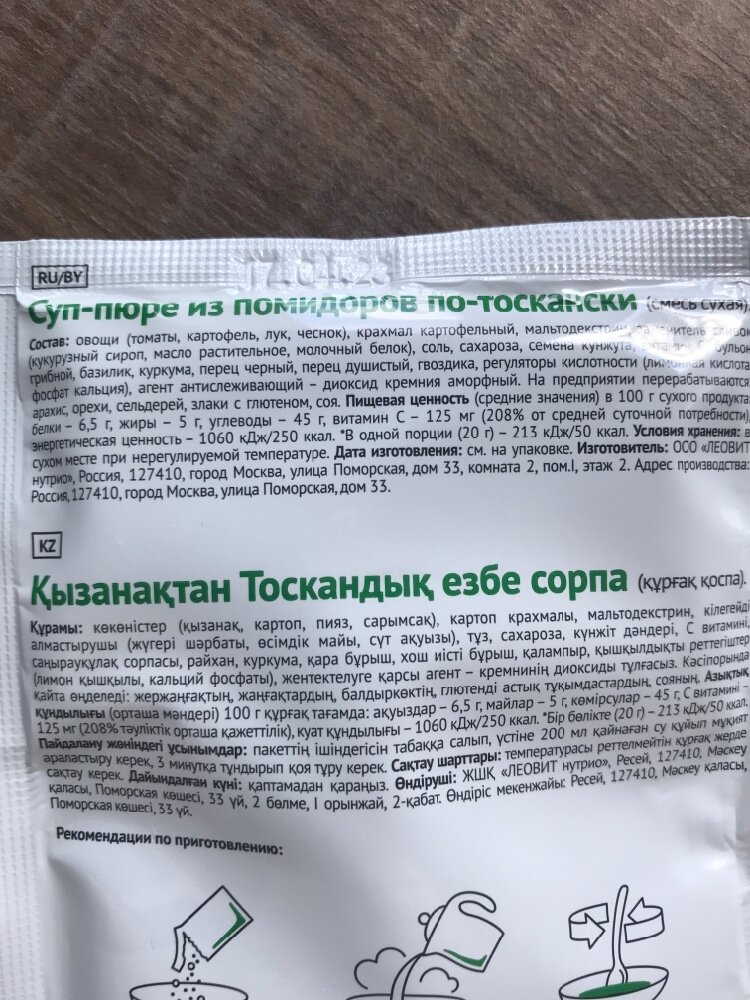 17.04.23
RU/BY
Суп-пюре из помидоров по-тоскански (смесь сухая).
Состав: овощи (томаты, картофель, лук, чеснок), крахмал картофельный, мальтодекстрин, заменитель сливок
(кукурузный сироп, масло растительное, молочный белок), соль, сахароза, семена кунжута, витамин С, бульон
грибной, базилик, куркума, перец черный, перец душистый, гвоздика, регуляторы кислотности (лимонная кислота
фосфат кальция), агент антислеживающий – диоксид кремния аморфный. На предприятии перерабатываются
арахис, орехи, сельдерей, злаки с глютеном, соя. Пищевая ценность (средние значения) в 100 г сухого продукта:
белки – 6,5 г, жиры – 5 г, углеводы – 45 г, витамин С – 125 мг (208% от средней суточной потребности),
энергетическая ценность – 1060 кДж/250 ккал. *В одной порции (20 г) – 213 кДж/50 ккал. Условия хранения: в
сухом месте при нерегулируемой температуре. Дата изготовления: см. на упаковке. Изготовитель: ООО «ЛЕОВИТ
нутрио», Россия, 127410, город Москва, улица Поморская, дом 33, комната 2, пом.I, этаж 2. Адрес производства:
Россия, 127410, город Москва, улица Поморская, дом 33.
KZ
Қызанақтан Тоскандық езбе сорпа (құрғақ қоспа).
Құрамы: көкөністер (қызанақ, картоп, пияз, сарымсақ), картоп крахмалы, мальтодекстрин, кілегейді
алмастырушы (жүгері шәрбаты, өсімдік майы, сүт ақуызы), тұз, сахароза, күнжіт дәндері, С витамині,
саңырауқұлақ сорпасы, райхан, куркума, қара бұрыш, хош иісті бұрыш, қалампыр, қышқылдықты реттегіштер
(лимон қышқылы, кальций фосфаты), жентектелуге қарсы агент – кремнинің диоксиды тұлғасыз. Кәсіпорында
қайта өңделеді: жержаңғақтың, жаңғақтардың, балдыркөктің, глютенді астық тұқымдастардың, сояның. Азықтық
құндылығы (орташа мәндері) 100 г құрғақ тағамда: ақуыздар – 6,5 г, майлар – 5 г, көмірсулар – 45 г, С витамині –
125 мг (208% тәуліктік орташа қажеттілік), қуат құндылығы – 1060 кДж/250 ккал. *Бір бөлікте (20 г) – 213 кДж/50 ккал.
Пайдалану жөніндегі ұсынымдар: пакеттің ішіндегісін табаққа салып, үстіне 200 мл қайнаған су құйып мұқият
араластыру керек, 3 минутқа тұндырып қоя тұру керек. Сақтау шарттары: температурасы реттелмейтін құрғақ жерде
сақтау керек. Дайындалған күні: қаптамадан қараңыз. Өндіруші: ЖШҚ «ЛЕОВИТ нутрио», Ресей, 127410, Мәскеу
қаласы, Поморская көшесі, 33 үй, 2 бөлме, I орынжай, 2-қабат. Өндіріс мекенжайы: Ресей, 127410, Мәскеу қаласы,
Поморская көшесі, 33 үй.
Рекомендации по приготовлению: